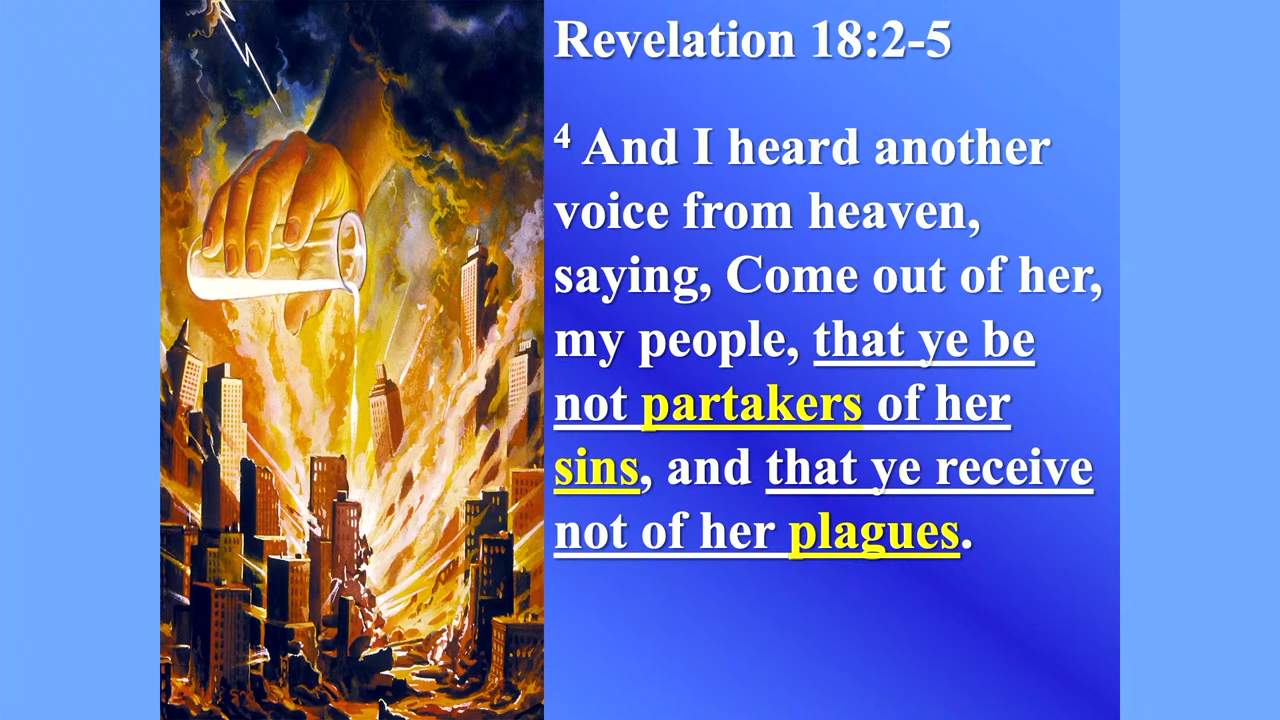 Revelation 18:2-5
4 And I heard another
voice from heaven,
saying, Come out of her,
my people, that ye be
not partakers of her
sins, and that ye receive
not of her plagues.